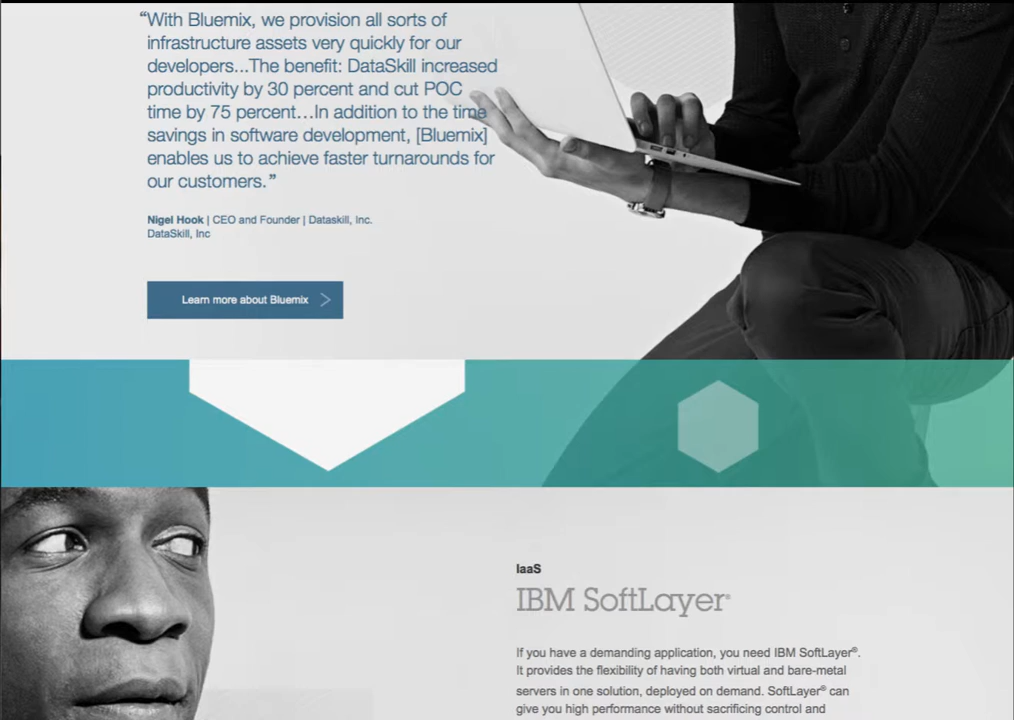 “With Bluemix, we provision all sorts of
infrastructure assets very quickly for our
developers...The benefit: DataSkill increased
productivity by 30 percent and cut POC
time by 75 percent...In addition to the time
savings in software development, [Bluemix]
enables us to achieve faster turnarounds for
our customers.”
Nigel Hook | CEO and Founder | Dataskill, Inc.
DataSkill, Inc
Learn more about Bluemix
IaaS
IBM SoftLayer®
If you have a demanding application, you need IBM SoftLayer®.
It provides the flexibility of having both virtual and bare-metal
servers in one solution, deployed on demand. SoftLayer® can
give you high performance without sacrificing control and